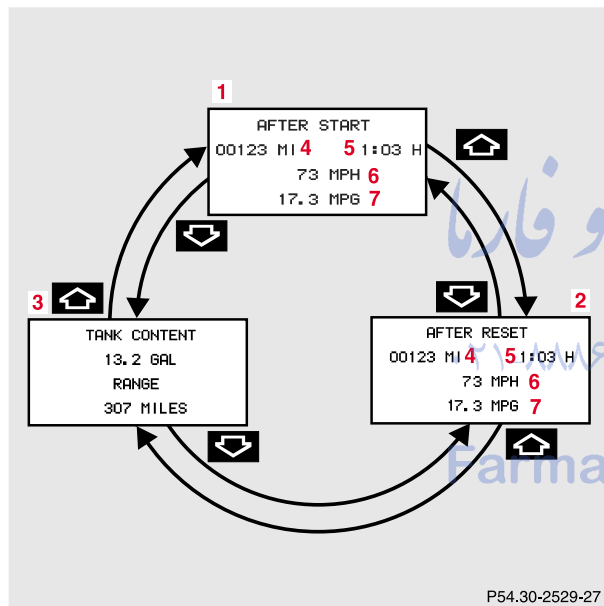 1
AFTER START
00123 MI 4 5 1:03 H
73 MPH 6
17.3 MPG 7
3
TANK CONTENT
13.2 GAL
RANGE
307 MILES
2
AFTER RESET
00123 MI 4 5 1:03 H
73 MPH 6
17.3 MPG 7
و فارما
Farma
P54.30-2529-27